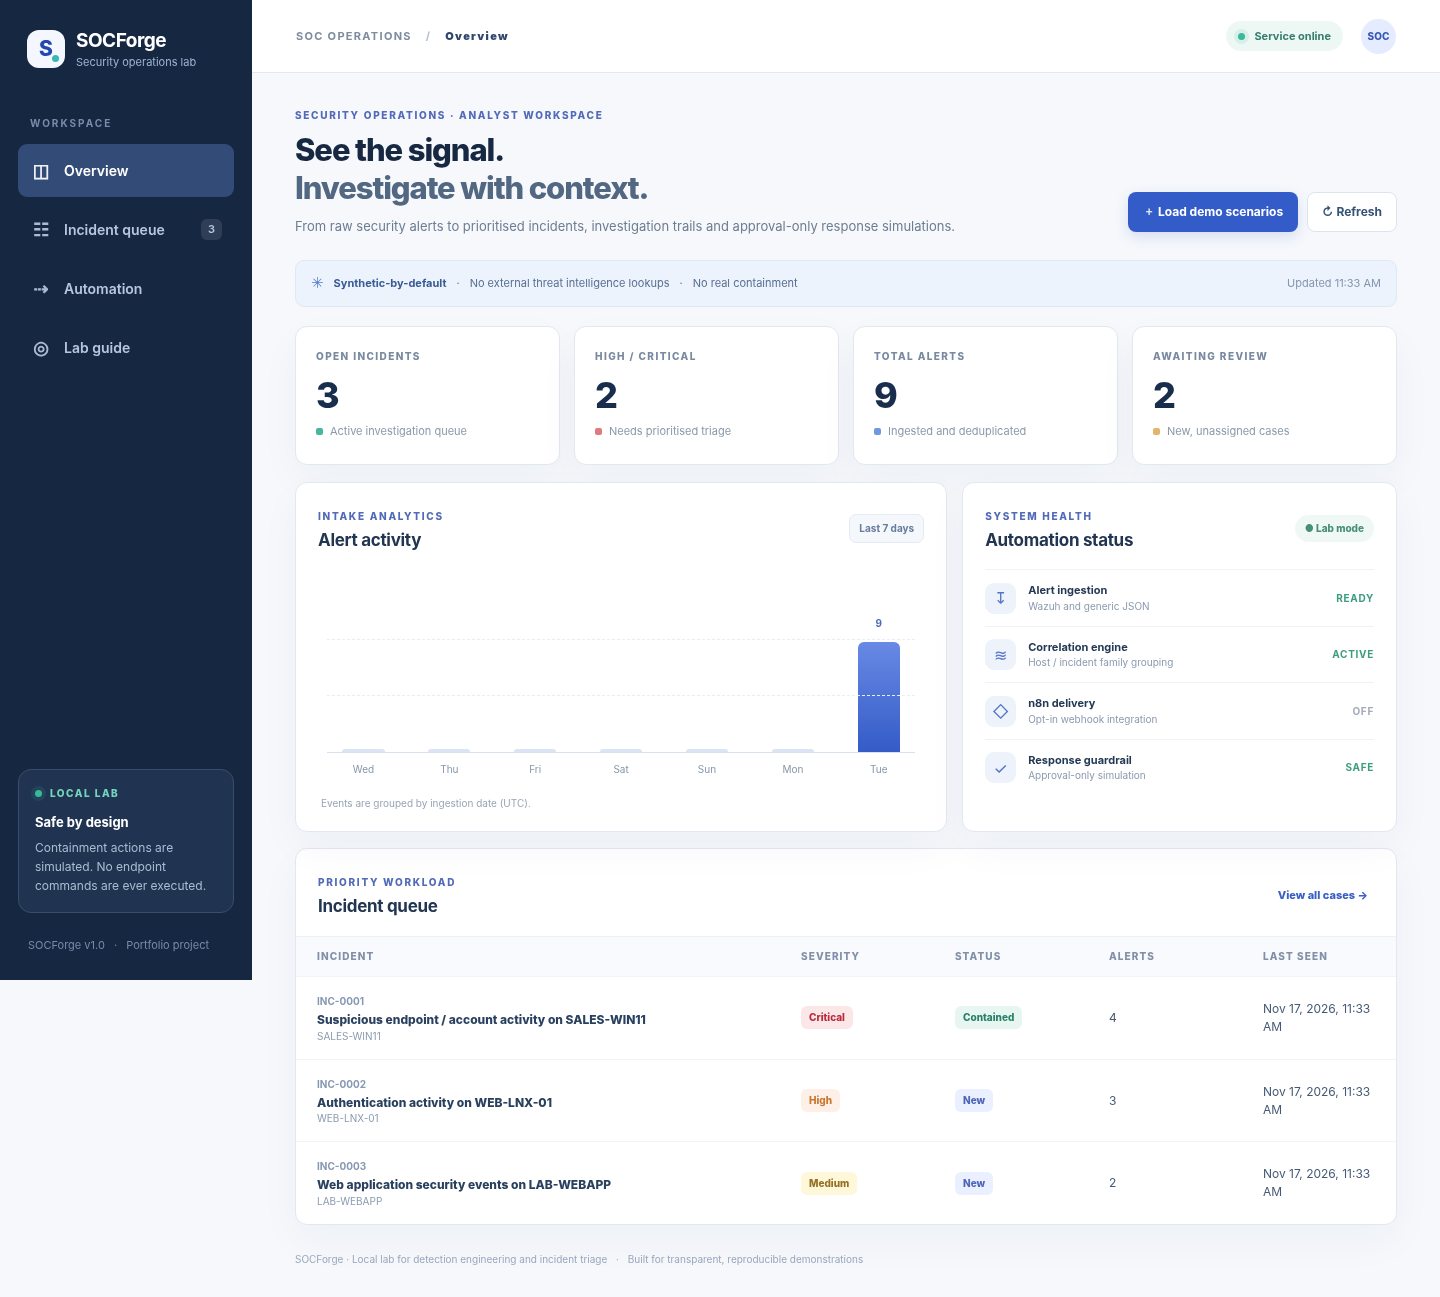 S
SOCForge
Security operations lab
WORKSPACE
Overview
Incident queue 3
Automation
Lab guide
LOCAL LAB
Safe by design
Containment actions are
simulated. No endpoint
commands are ever executed.
SOCForge v1.0 · Portfolio project
SOC OPERATIONS / Overview
Service online
SOC
SECURITY OPERATIONS · ANALYST WORKSPACE
See the signal.
Investigate with context.
From raw security alerts to prioritised incidents, investigation trails and approval-only response simulations.
+ Load demo scenarios
↻ Refresh
✳ Synthetic-by-default · No external threat intelligence lookups · No real containment
Updated 11:33 AM
OPEN INCIDENTS
3
Active investigation queue
HIGH / CRITICAL
2
Needs prioritised triage
TOTAL ALERTS
9
Ingested and deduplicated
AWAITING REVIEW
2
New, unassigned cases
INTAKE ANALYTICS
Alert activity
Last 7 days
9
Wed Thu Fri Sat Sun Mon Tue
Events are grouped by ingestion date (UTC).
SYSTEM HEALTH
Automation status
● Lab mode
Alert ingestion
Wazuh and generic JSON
READY
Correlation engine
Host / incident family grouping
ACTIVE
n8n delivery
Opt-in webhook integration
OFF
Response guardrail
Approval-only simulation
SAFE
PRIORITY WORKLOAD
Incident queue
View all cases →
INCIDENT SEVERITY STATUS ALERTS LAST SEEN
INC-0001
Suspicious endpoint / account activity on SALES-WIN11
SALES-WIN11
Critical
Contained
4
Nov 17, 2026, 11:33
AM
INC-0002
Authentication activity on WEB-LNX-01
WEB-LNX-01
High
New
3
Nov 17, 2026, 11:33
AM
INC-0003
Web application security events on LAB-WEBAPP
LAB-WEBAPP
Medium
New
2
Nov 17, 2026, 11:33
AM
SOCForge · Local lab for detection engineering and incident triage · Built for transparent, reproducible demonstrations